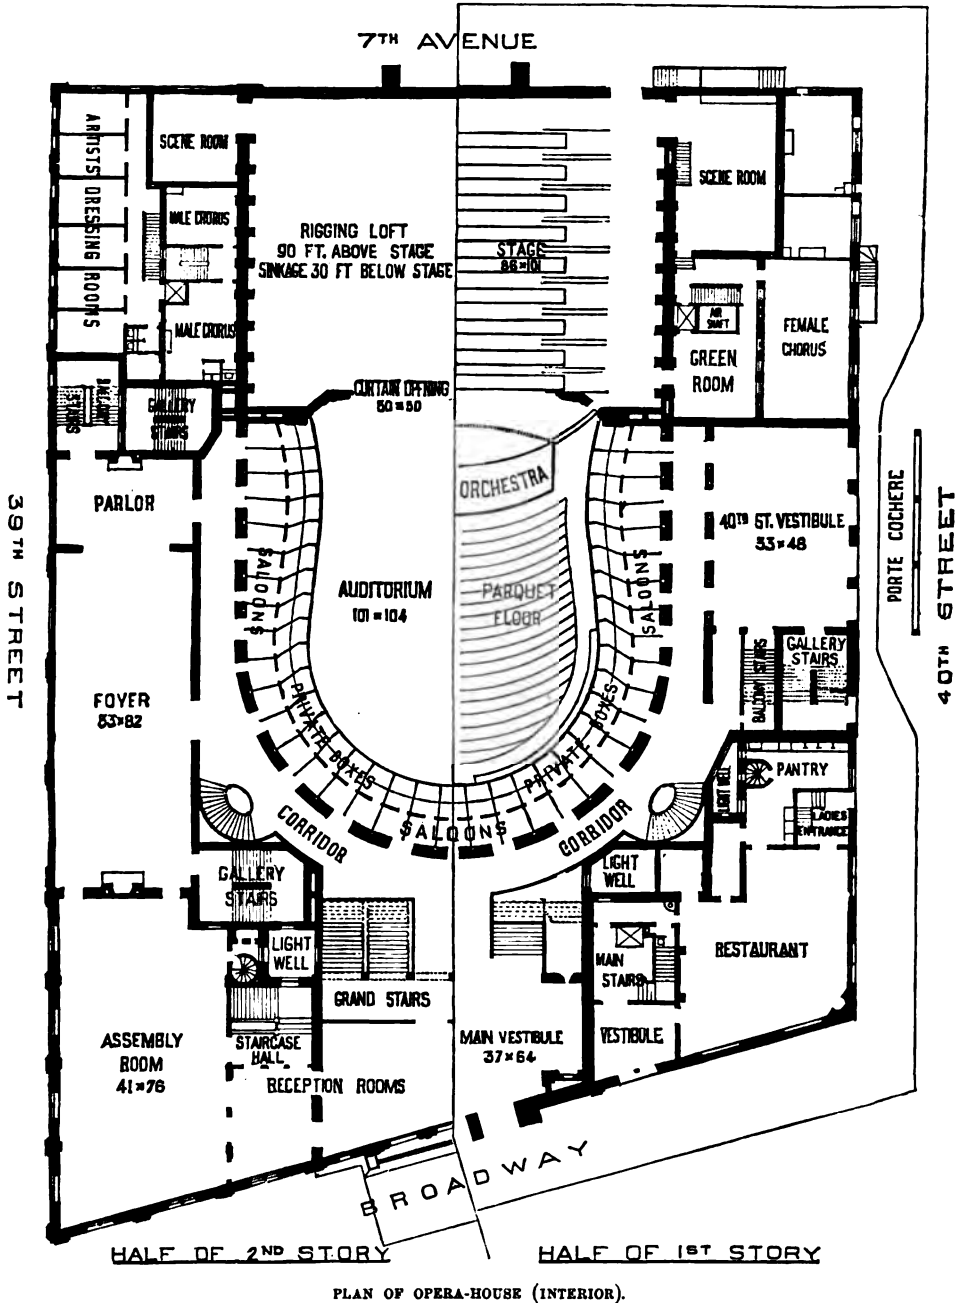 7TH AVENUE
ARTISTS DRESSING ROOMS
SCENE ROOM
MALE CHORUS
MALE CHORUS
RIGGING LOFT
90 FT. ABOVE STAGE
SINKAGE 30 FT BELOW STAGE
STAGE
86×101
SCENE ROOM
AIR
SHAFT
GREEN
ROOM
FEMALE
CHORUS
CURTAIN OPENING
50×50
BALCONY
STAIRS
GALLERY
STAIRS
PARLOR
ORCHESTRA
40TH ST. VESTIBULE
33×48
PORTE COCHERE
39TH STREET
40TH STREET
SALOONS
AUDITORIUM
101×104
PARQUET
FLOOR
SALOONS
BALCONY STAIRS
GALLERY
STAIRS
FOYER
33×82
PRIVATE BOXES
PRIVATE BOXES
SALOONS
CORRIDOR
CORRIDOR
LIGHT WELL
PANTRY
LADIES
ENTRANCE
GALLERY
STAIRS
LIGHT
WELL
LIGHT
WELL
MAIN
STAIRS
RESTAURANT
GRAND STAIRS
ASSEMBLY
ROOM
41×76
STAIRCASE
HALL
RECEPTION ROOMS
MAIN VESTIBULE
37×64
VESTIBULE
BROADWAY
HALF OF 2ND STORY
HALF OF 1ST STORY
PLAN OF OPERA-HOUSE (INTERIOR).